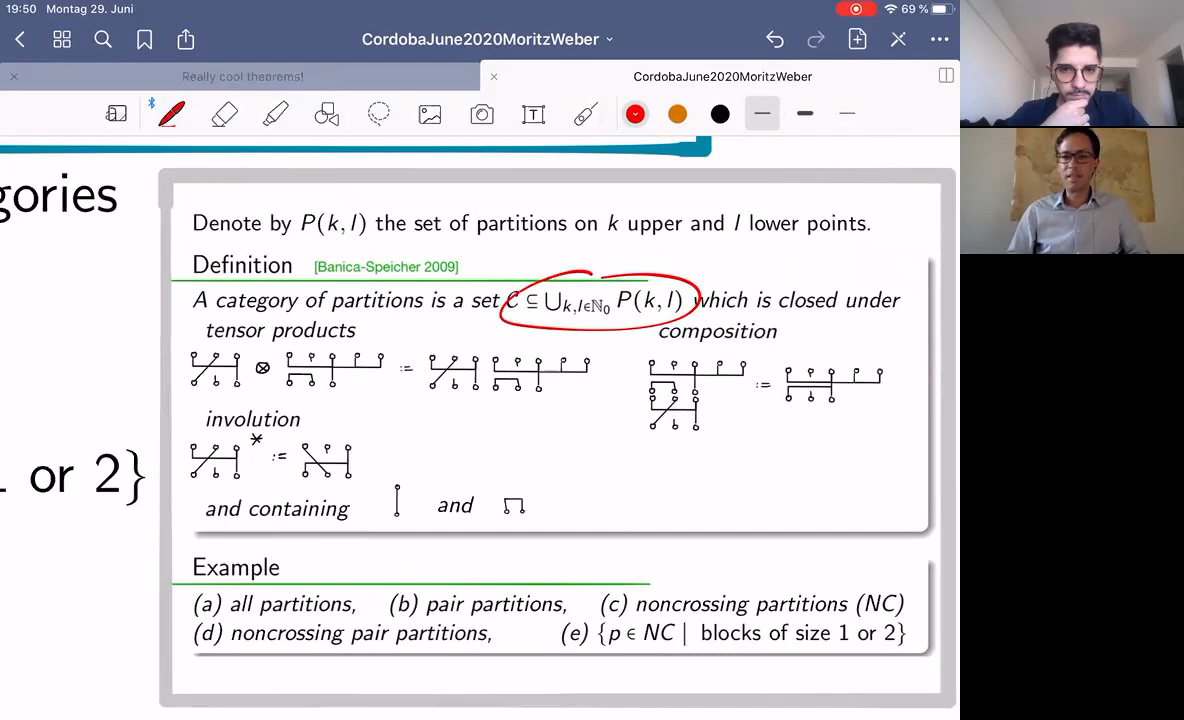 19:50 Montag 29. Juni
69 %
CordobaJune2020MoritzWeber
Really cool theorems!
CordobaJune2020MoritzWeber
T
gories
or 2}
Denote by P(k, l) the set of partitions on k upper and l lower points.
Definition [Banica-Speicher 2009]
A category of partitions is a set C ⊆ ⋃k,l∈ℕ₀ P(k, l) which is closed under
tensor products composition
⊗ := :=
involution
* :=
and containing and
Example
(a) all partitions, (b) pair partitions, (c) noncrossing partitions (NC)
(d) noncrossing pair partitions, (e) {p ∈ NC | blocks of size 1 or 2}